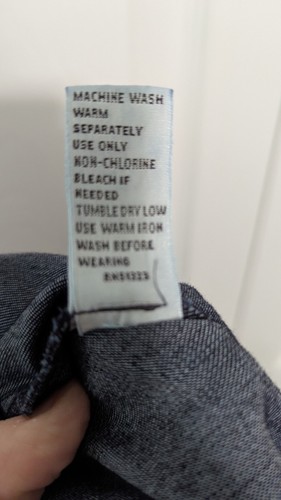 MACHINE WASH
WARM
SEPARATELY
USE ONLY
NON-CHLORINE
BLEACH IF
NEEDED
TUMBLE DRY LOW
USE WARM IRON
WASH BEFORE
WEARING